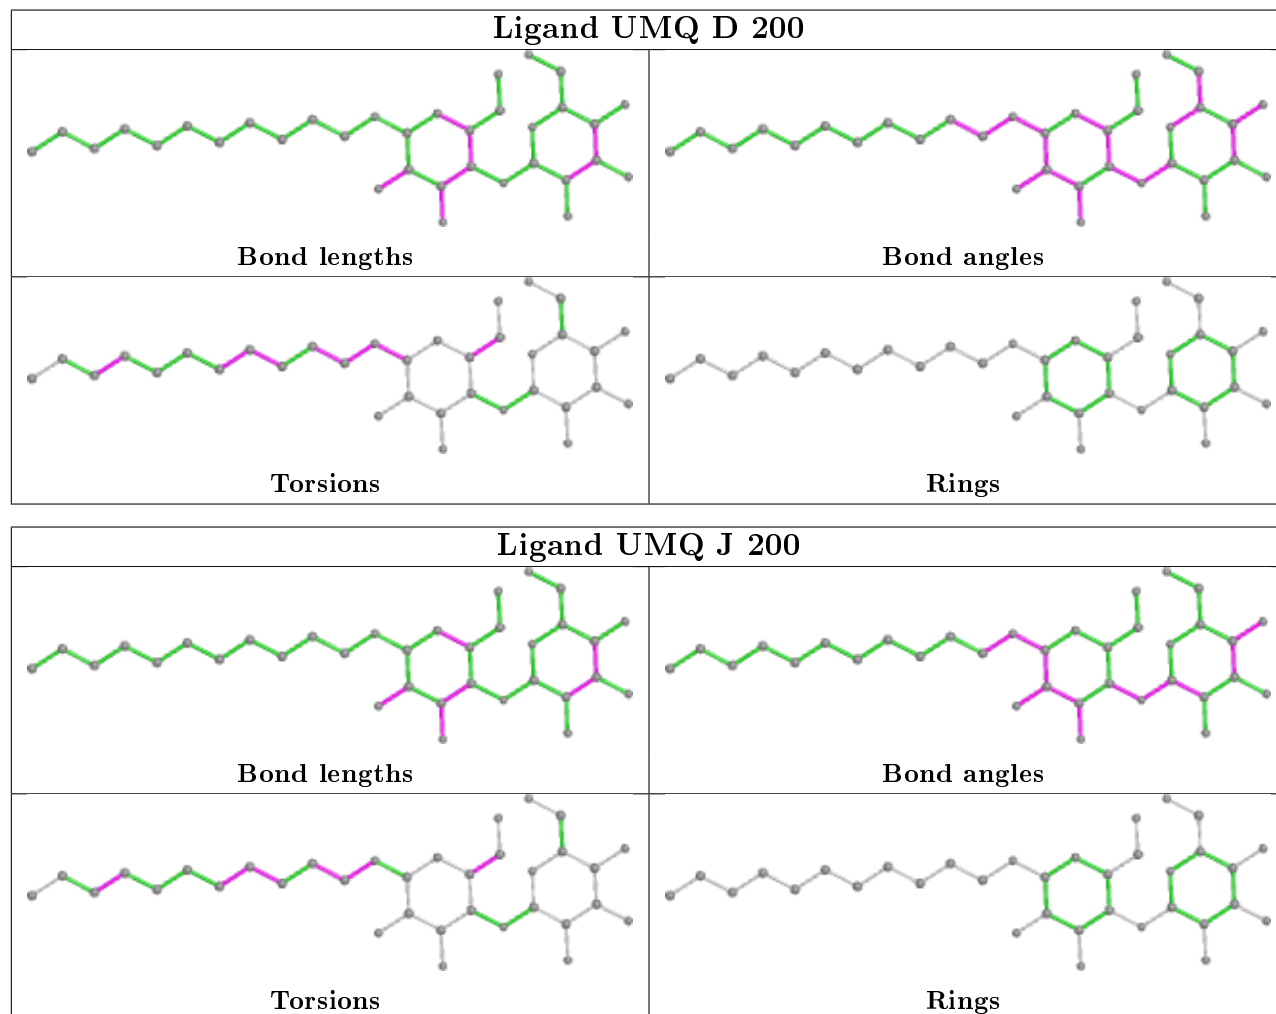 Ligand UMQ D 200
Bond lengths
Bond angles
Torsions
Rings
Ligand UMQ J 200
Bond lengths
Bond angles
Torsions
Rings